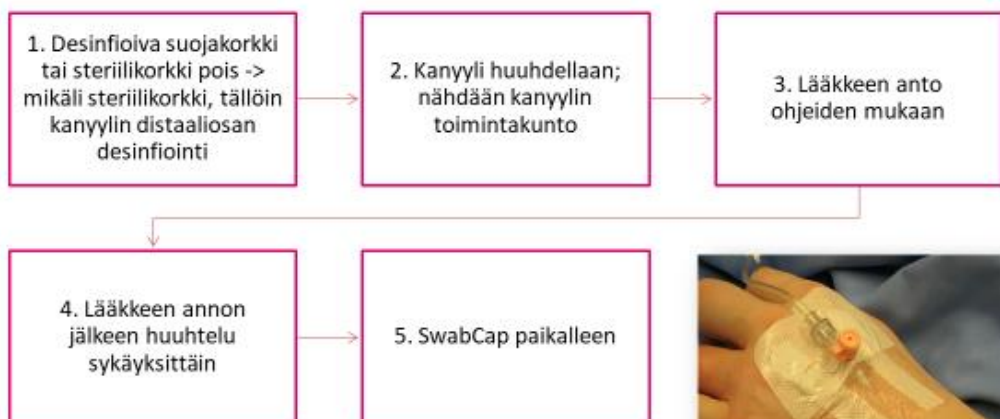 1. Desinfioiva suojakorkki
tai steriilikorkki pois ->
mikäli steriilikorkki, tällöin
kanyylin distaaliosan
desinfiointi
2. Kanyyli huuhdellaan;
nähdään kanyylin
toimintakunto
3. Lääkkeen anto
ohjeiden mukaan
4. Lääkkeen annon
jälkeen huuhtelu
sykäyksittäin
5. SwabCap paikalleen